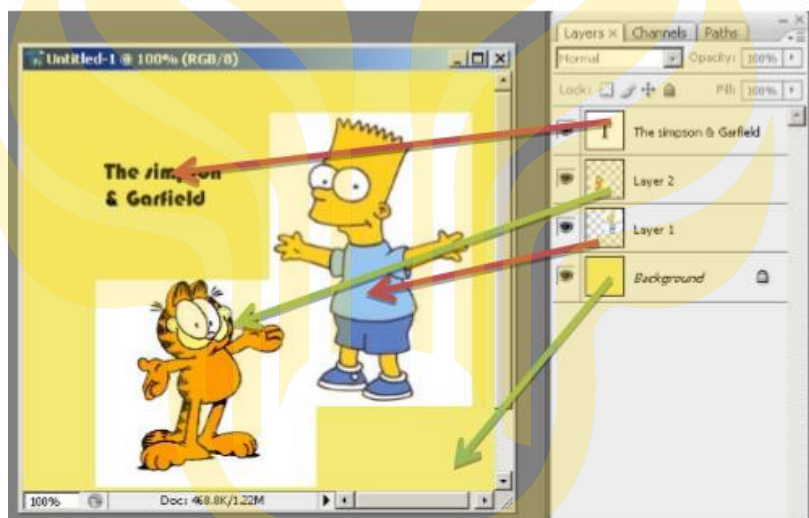 Untitled-1 @ 100% (RGB/8)
The simpson
& Garfield
100%
Doc: 468.8K/1.22M
Layers × Channels Paths
Normal Opacity: 100%
Lock: Fill: 100%
T The simpson & Garfield
Layer 2
Layer 1
Background